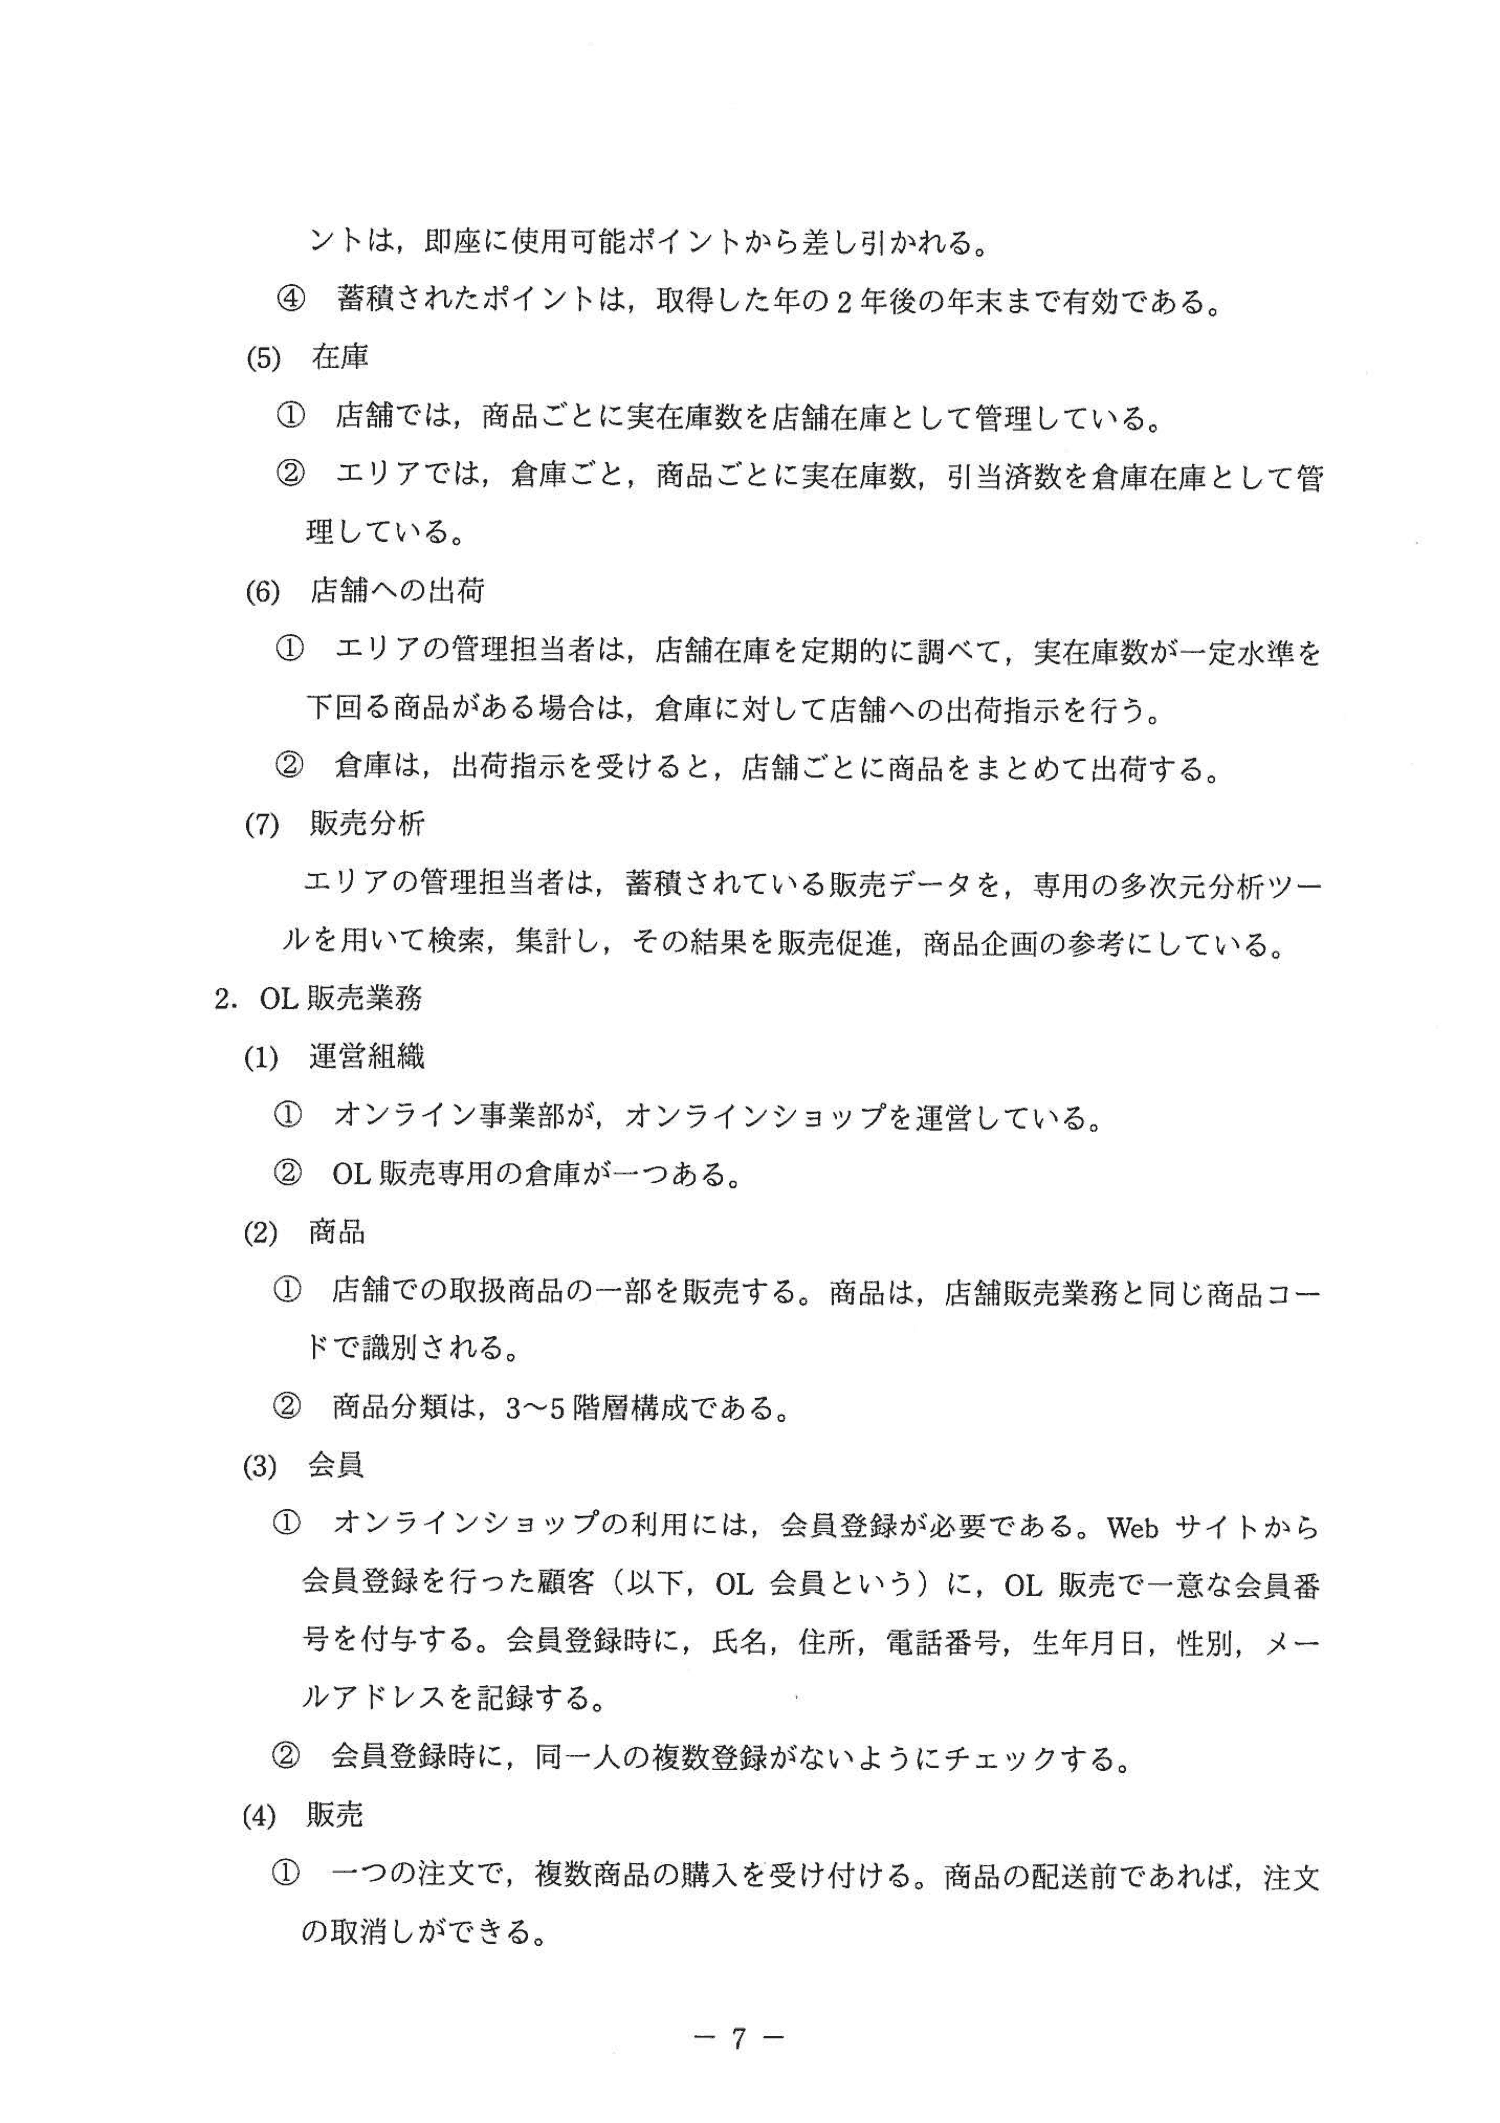 ントは，即座に使用可能ポイントから差し引かれる。
④　蓄積されたポイントは，取得した年の 2 年後の年末まで有効である。
(5)　在庫
①　店舗では，商品ごとに実在庫数を店舗在庫として管理している。
②　エリアでは，倉庫ごと，商品ごとに実在庫数，引当済数を倉庫在庫として管
理している。
(6)　店舗への出荷
①　エリアの管理担当者は，店舗在庫を定期的に調べて，実在庫数が一定水準を
下回る商品がある場合は，倉庫に対して店舗への出荷指示を行う。
②　倉庫は，出荷指示を受けると，店舗ごとに商品をまとめて出荷する。
(7)　販売分析
エリアの管理担当者は，蓄積されている販売データを，専用の多次元分析ツー
ルを用いて検索，集計し，その結果を販売促進，商品企画の参考にしている。
2．OL 販売業務
(1)　運営組織
①　オンライン事業部が，オンラインショップを運営している。
②　OL 販売専用の倉庫が一つある。
(2)　商品
①　店舗での取扱商品の一部を販売する。商品は，店舗販売業務と同じ商品コー
ドで識別される。
②　商品分類は，3～5 階層構成である。
(3)　会員
①　オンラインショップの利用には，会員登録が必要である。Web サイトから
会員登録を行った顧客（以下，OL 会員という）に，OL 販売で一意な会員番
号を付与する。会員登録時に，氏名，住所，電話番号，生年月日，性別，メー
ルアドレスを記録する。
②　会員登録時に，同一人の複数登録がないようにチェックする。
(4)　販売
①　一つの注文で，複数商品の購入を受け付ける。商品の配送前であれば，注文
の取消しができる。
－ 7 －